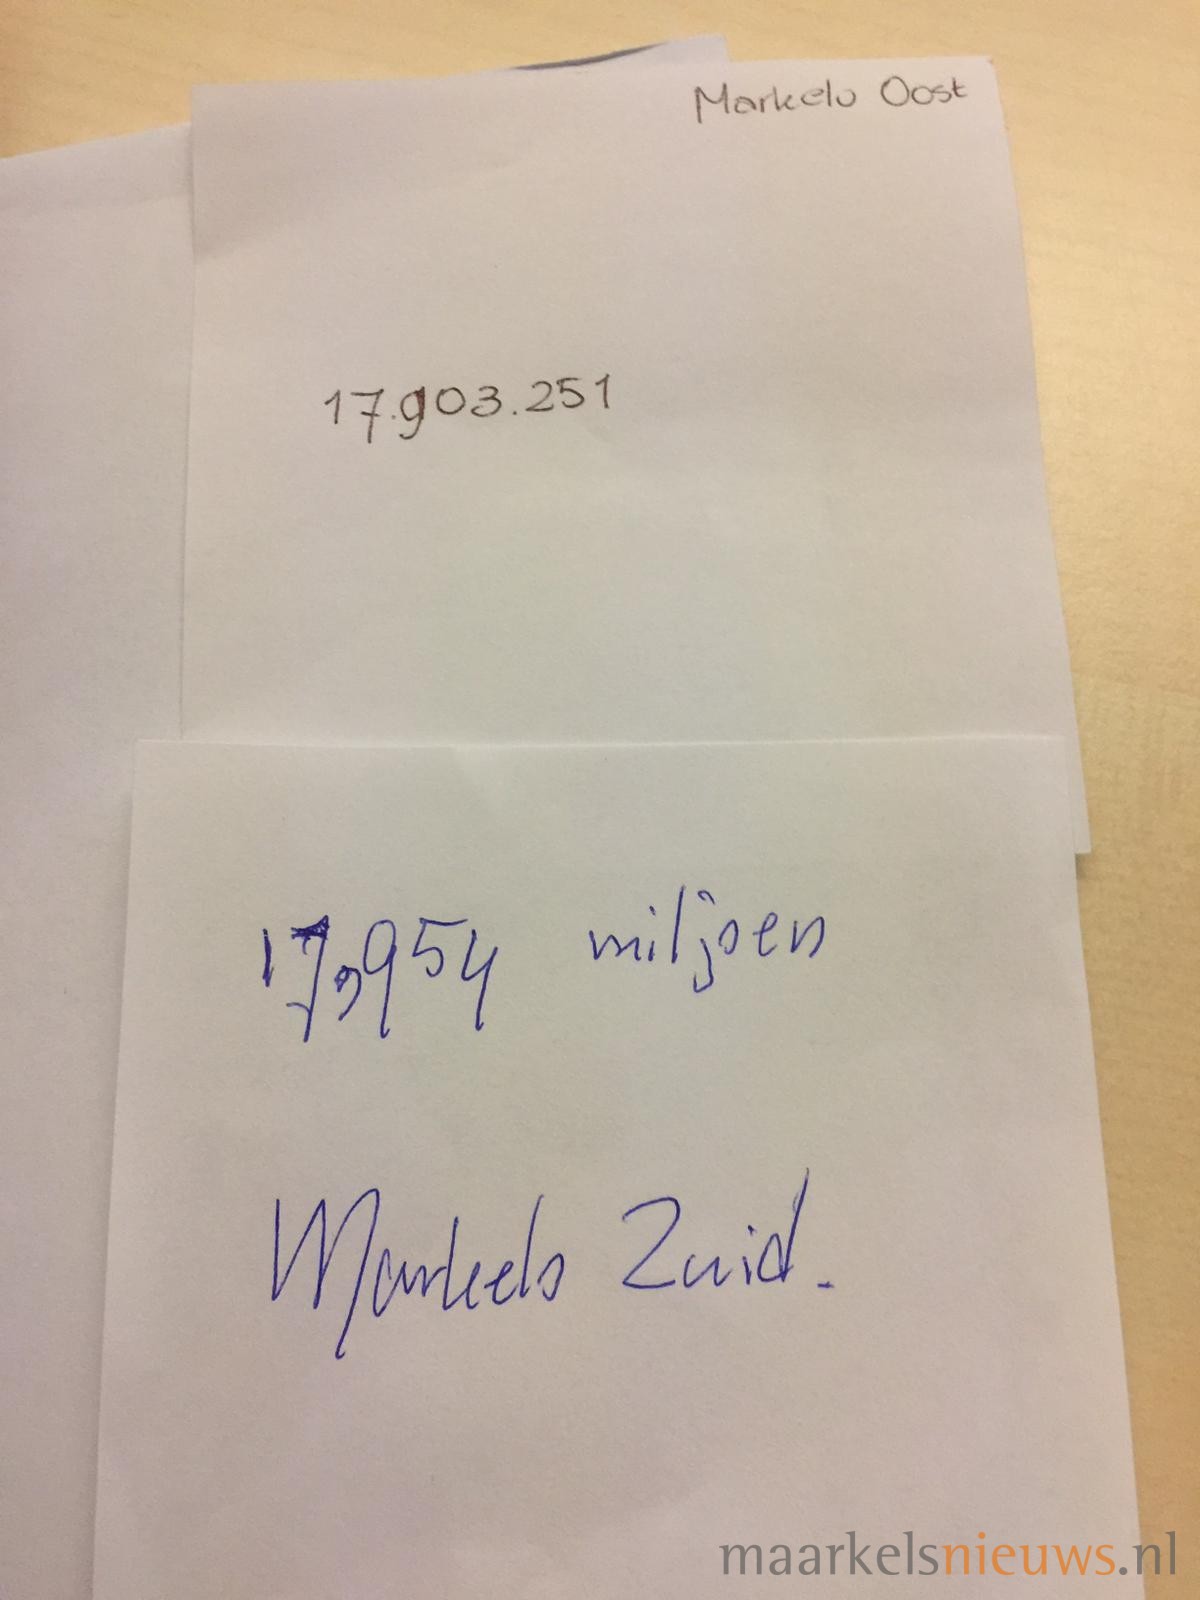 Markelo Oost
17.903.251
17,954 miljoen
Markelo Zuid.
maarkelsnieuws.nl